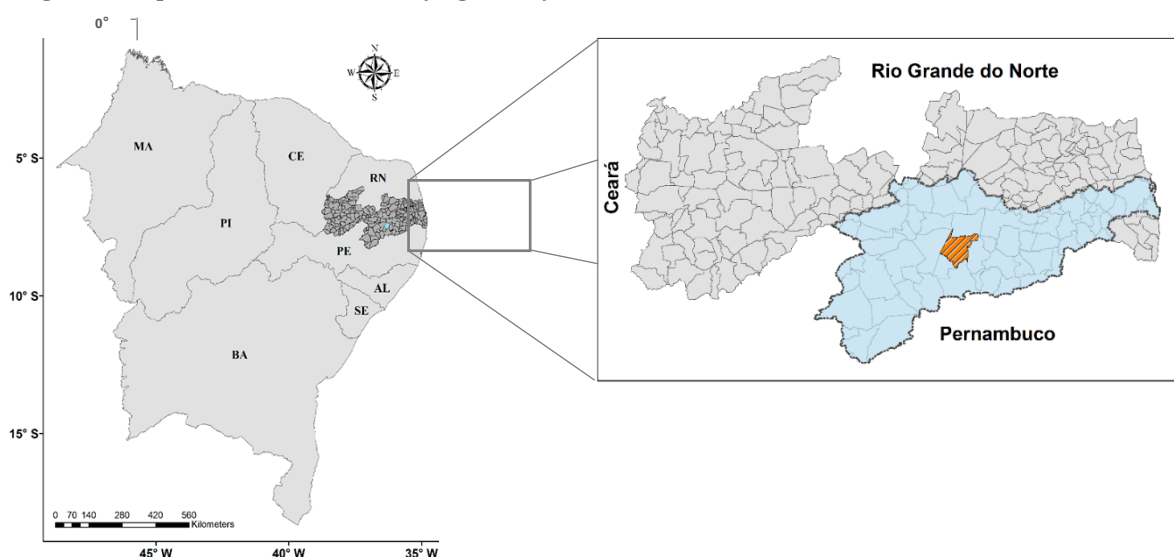 0°
N
W
E
S
Rio Grande do Norte
MA
CE
5° S
RN
Ceará
PI
PE
AL
10° S
SE
Pernambuco
BA
15° S
0 70 140 280 420 560
Kilometers
45° W 40° W 35° W